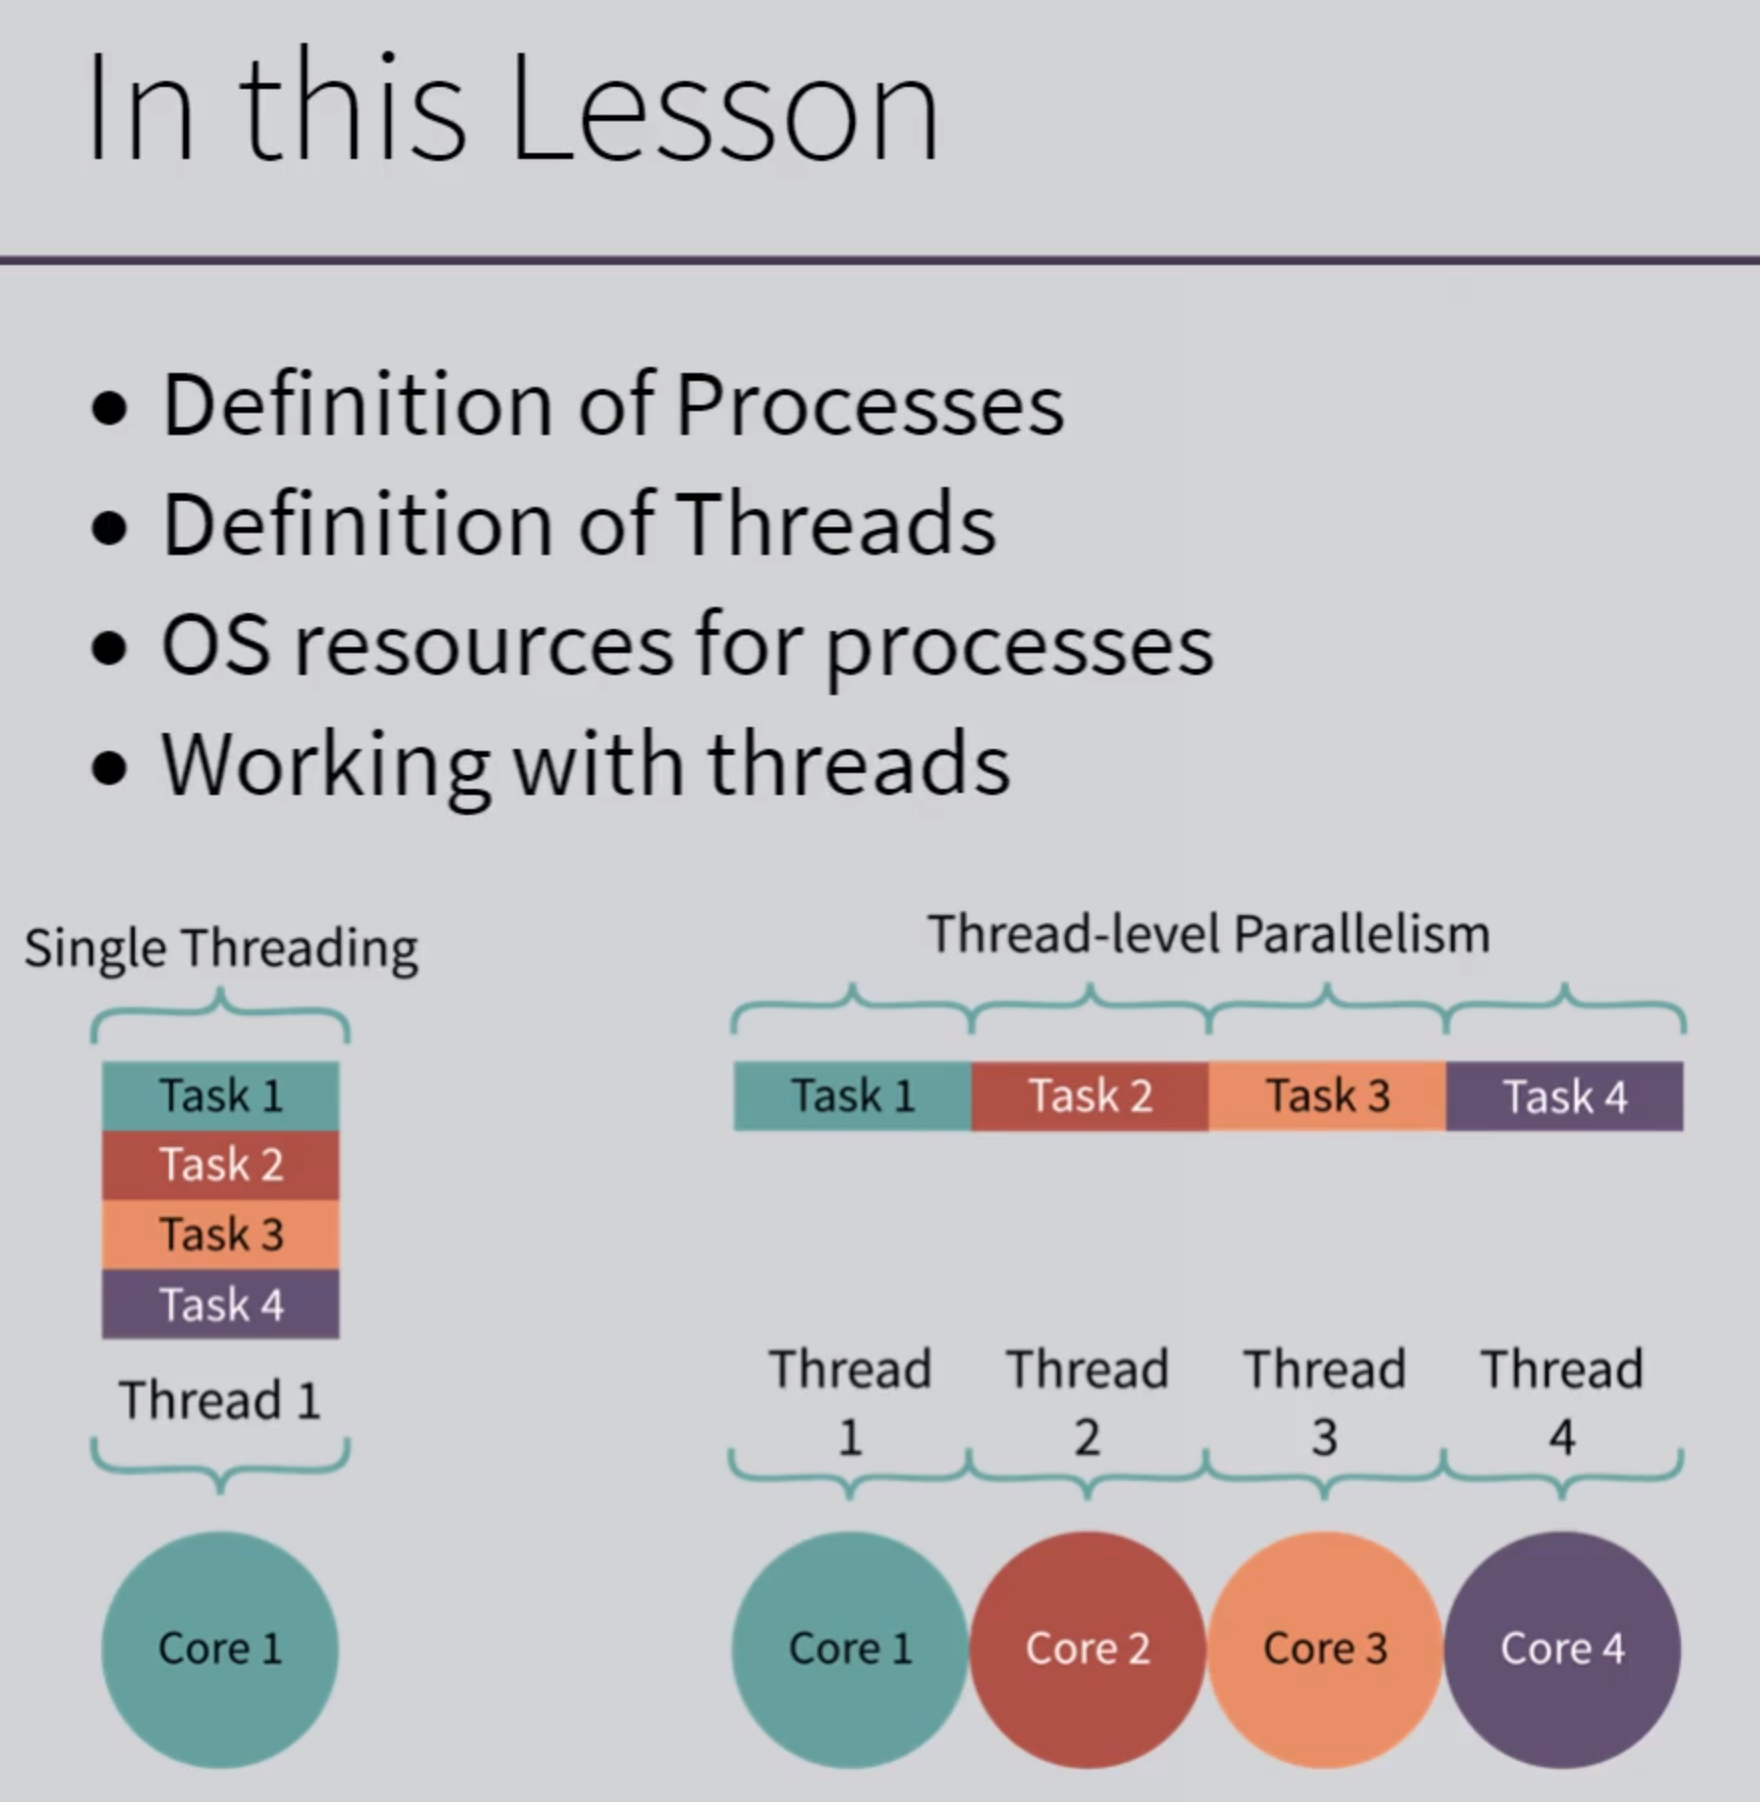 In this Lesson
• Definition of Processes
• Definition of Threads
• OS resources for processes
• Working with threads
Single Threading
Task 1
Task 2
Task 3
Task 4
Thread 1
Core 1
Thread-level Parallelism
Task 1 Task 2 Task 3 Task 4
Thread Thread Thread Thread
1 2 3 4
Core 1 Core 2 Core 3 Core 4